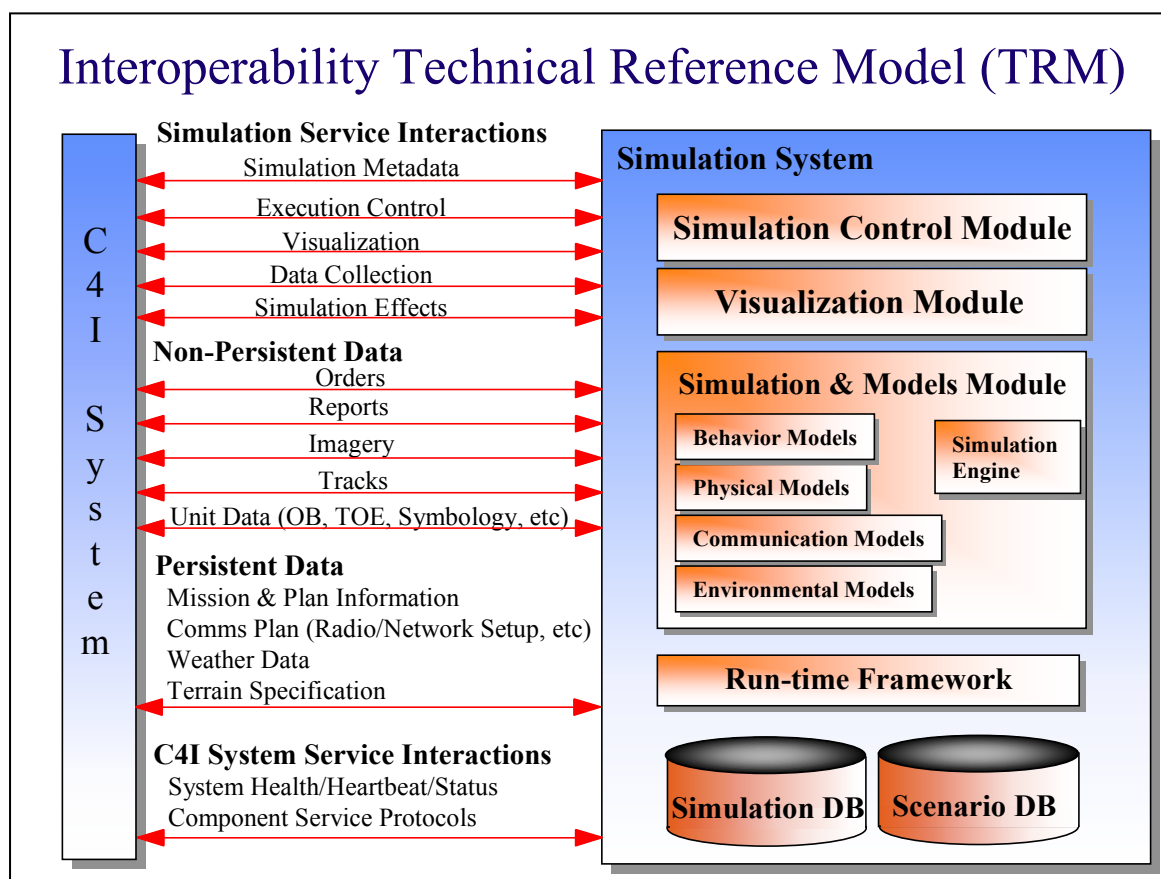 Interoperability Technical Reference Model (TRM)
C4I System
Simulation Service Interactions
Simulation Metadata
Execution Control
Visualization
Data Collection
Simulation Effects
Non-Persistent Data
Orders
Reports
Imagery
Tracks
Unit Data (OB, TOE, Symbology, etc)
Persistent Data
Mission & Plan Information
Comms Plan (Radio/Network Setup, etc)
Weather Data
Terrain Specification
C4I System Service Interactions
System Health/Heartbeat/Status
Component Service Protocols
Simulation System
Simulation Control Module
Visualization Module
Simulation & Models Module
Behavior Models
Physical Models
Communication Models
Environmental Models
Simulation
Engine
Run-time Framework
Simulation DB
Scenario DB